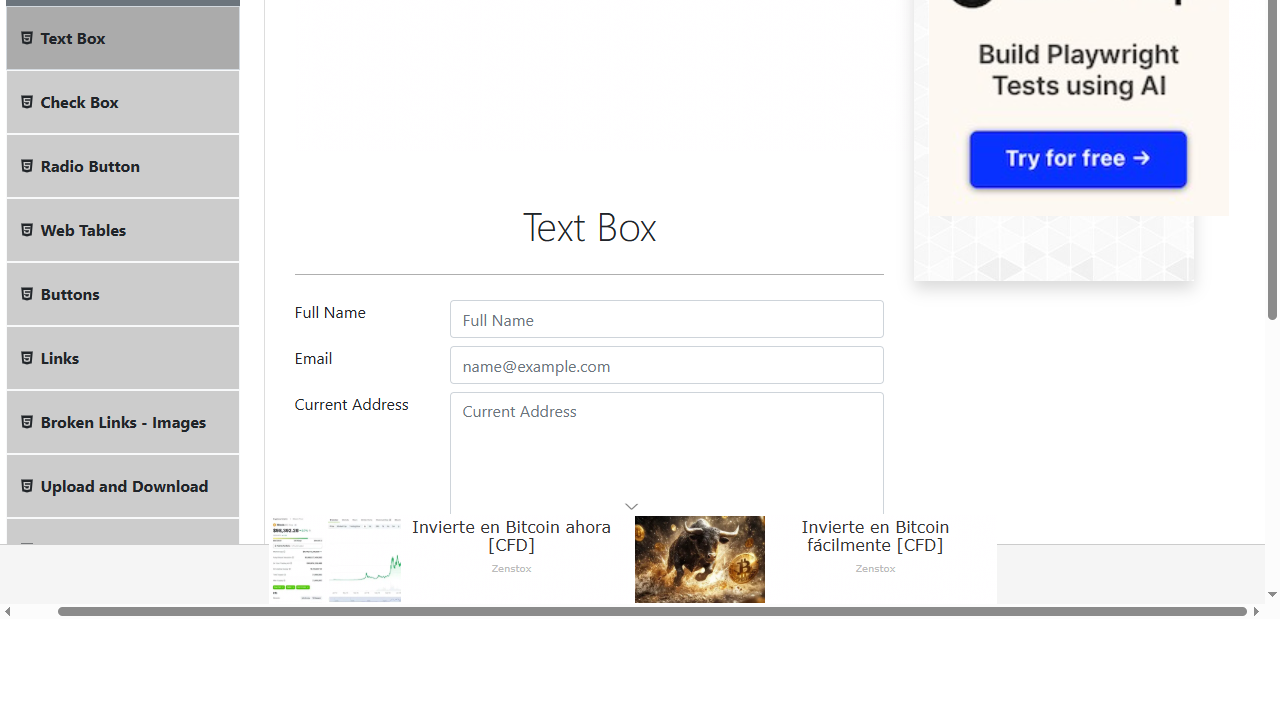 Text Box
Check Box
Radio Button
Web Tables
Buttons
Links
Broken Links - Images
Upload and Download
Build Playwright
Tests using AI
Try for free →
Text Box
Full Name
Full Name
Email
name@example.com
Current Address
Current Address
Invierte en Bitcoin ahora
[CFD]
Zenstox
Invierte en Bitcoin
fácilmente [CFD]
Zenstox